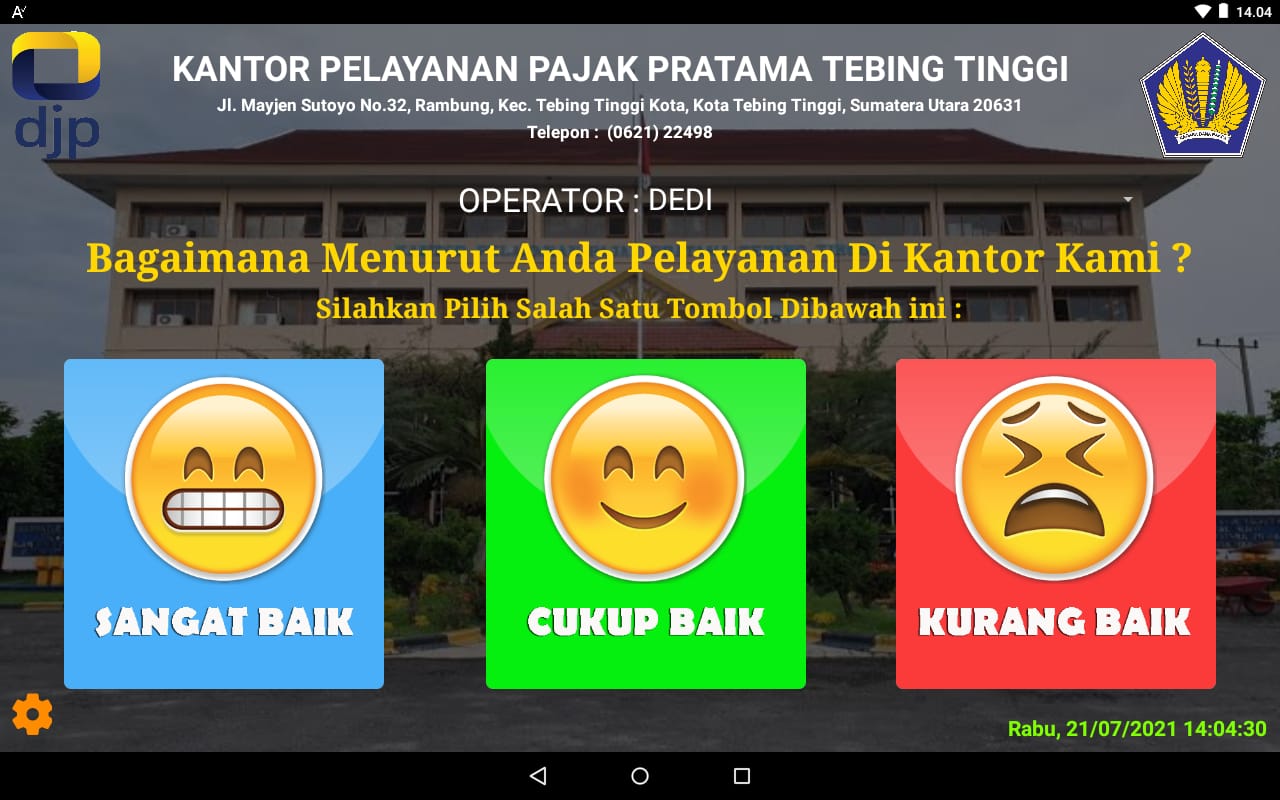 14.04
djp
KANTOR PELAYANAN PAJAK PRATAMA TEBING TINGGI
Jl. Mayjen Sutoyo No.32, Rambung, Kec. Tebing Tinggi Kota, Kota Tebing Tinggi, Sumatera Utara 20631
Telepon : (0621) 22498
OPERATOR : DEDI
Bagaimana Menurut Anda Pelayanan Di Kantor Kami ?
Silahkan Pilih Salah Satu Tombol Dibawah ini :
SANGAT BAIK
CUKUP BAIK
KURANG BAIK
Rabu, 21/07/2021 14:04:30